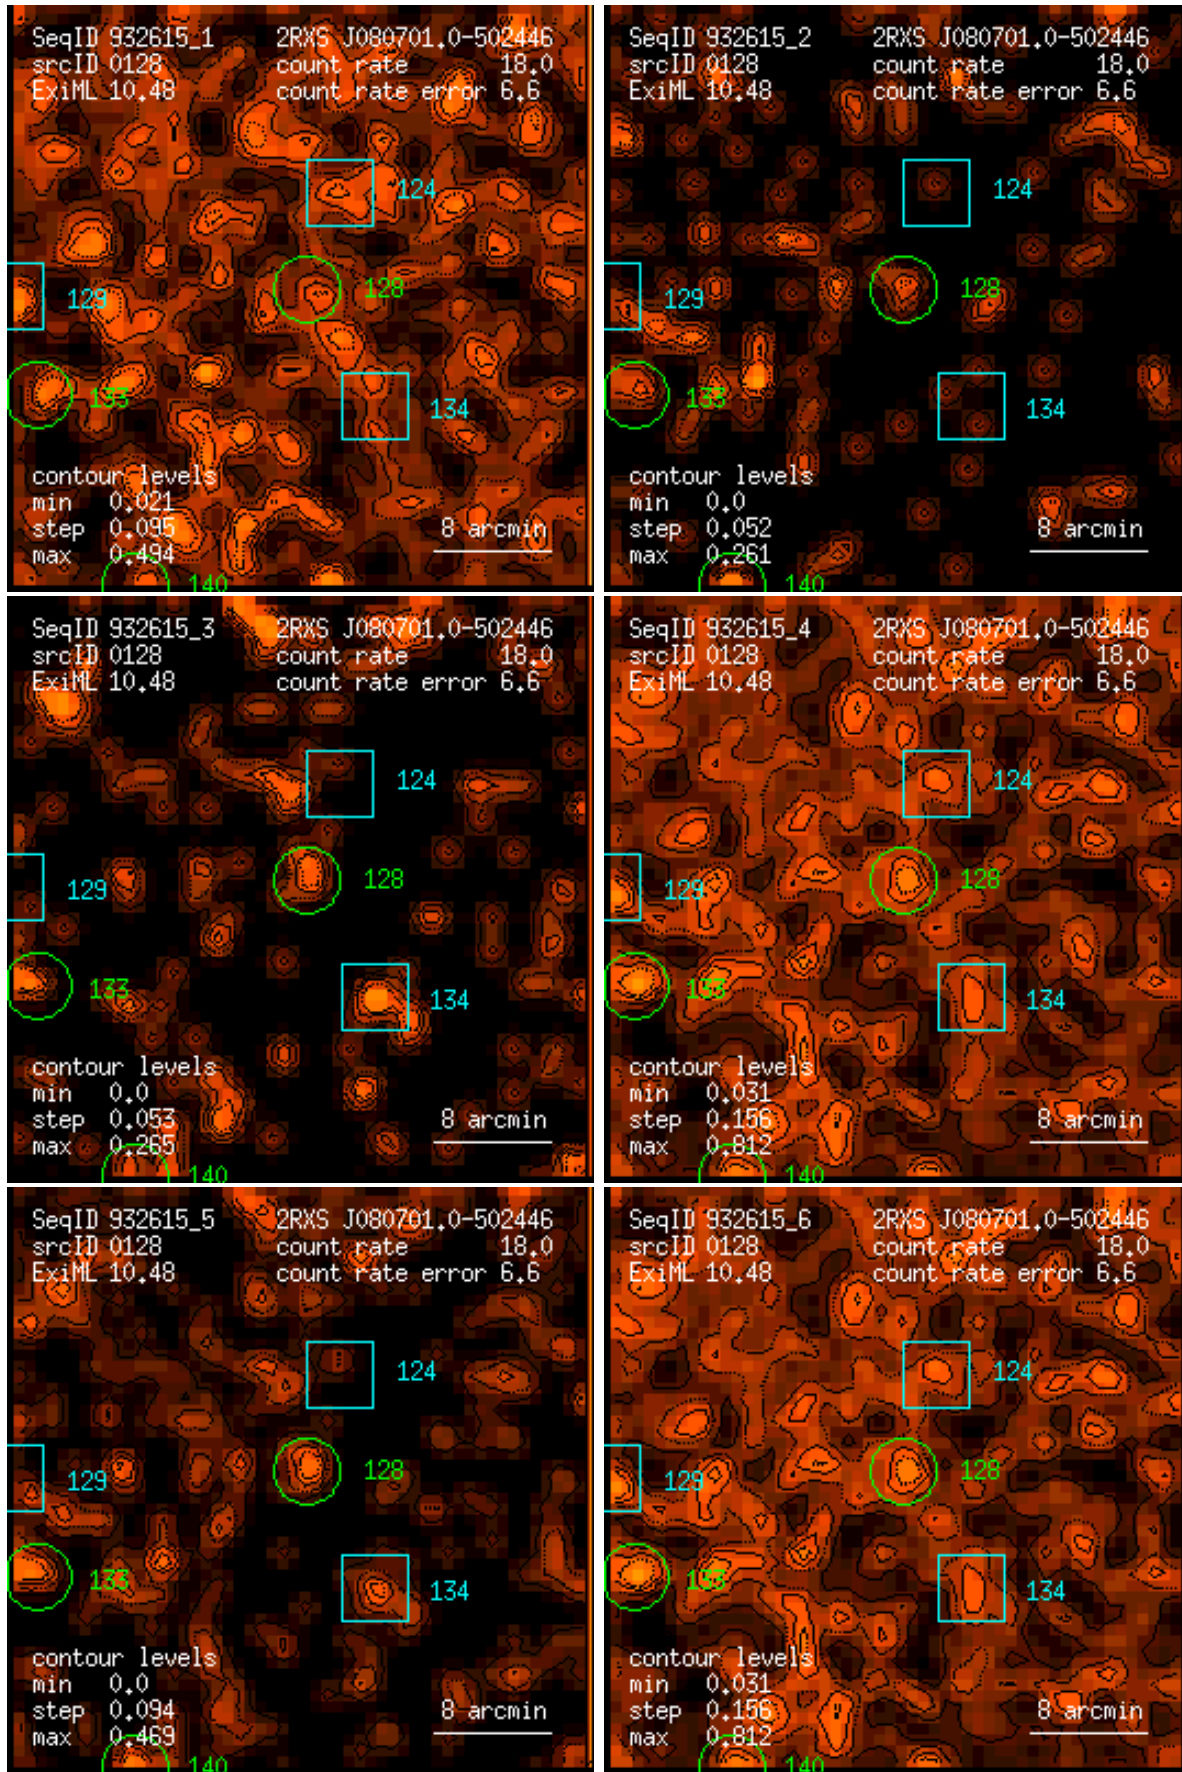 SeqID 932615_1 2RXS J080701.0-502446
srcID 0128 count rate 18.0
ExiML 10.48 count rate error 6.6
124
128
129
133
134
contour levels
min 0.021
step 0.095
max 0.494
8 arcmin
140
SeqID 932615_2 2RXS J080701.0-502446
srcID 0128 count rate 18.0
ExiML 10.48 count rate error 6.6
124
128
129
133
134
contour levels
min 0.0
step 0.052
max 0.261
8 arcmin
140
SeqID 932615_3 2RXS J080701.0-502446
srcID 0128 count rate 18.0
ExiML 10.48 count rate error 6.6
124
128
129
133
134
contour levels
min 0.0
step 0.053
max 0.265
8 arcmin
140
SeqID 932615_4 2RXS J080701.0-502446
srcID 0128 count rate 18.0
ExiML 10.48 count rate error 6.6
124
128
129
133
134
contour levels
min 0.031
step 0.156
max 0.812
8 arcmin
140
SeqID 932615_5 2RXS J080701.0-502446
srcID 0128 count rate 18.0
ExiML 10.48 count rate error 6.6
124
128
129
133
134
contour levels
min 0.0
step 0.094
max 0.469
8 arcmin
140
SeqID 932615_6 2RXS J080701.0-502446
srcID 0128 count rate 18.0
ExiML 10.48 count rate error 6.6
124
128
129
133
134
contour levels
min 0.031
step 0.156
max 0.812
8 arcmin
140